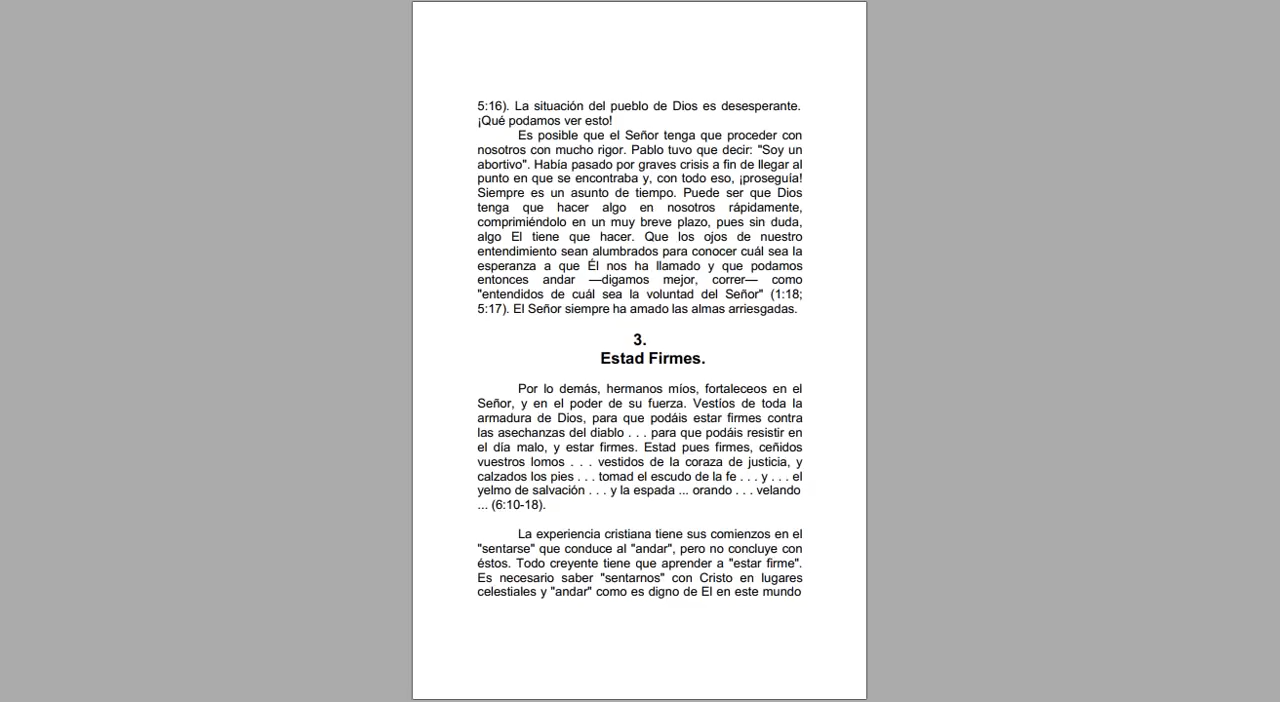 5:16). La situación del pueblo de Dios es desesperante.
¡Qué podamos ver esto!
Es posible que el Señor tenga que proceder con
nosotros con mucho rigor. Pablo tuvo que decir: "Soy un
abortivo". Había pasado por graves crisis a fin de llegar al
punto en que se encontraba y, con todo eso, ¡proseguía!
Siempre es un asunto de tiempo. Puede ser que Dios
tenga que hacer algo en nosotros rápidamente,
comprimiéndolo en un muy breve plazo, pues sin duda,
algo El tiene que hacer. Que los ojos de nuestro
entendimiento sean alumbrados para conocer cuál sea la
esperanza a que Él nos ha llamado y que podamos
entonces andar —digamos mejor, correr— como
"entendidos de cuál sea la voluntad del Señor" (1:18;
5:17). El Señor siempre ha amado las almas arriesgadas.
3.
Estad Firmes.
Por lo demás, hermanos míos, fortaleceos en el
Señor, y en el poder de su fuerza. Vestíos de toda la
armadura de Dios, para que podáis estar firmes contra
las asechanzas del diablo . . . para que podáis resistir en
el día malo, y estar firmes. Estad pues firmes, ceñidos
vuestros lomos . . . vestidos de la coraza de justicia, y
calzados los pies . . . tomad el escudo de la fe . . . y . . . el
yelmo de salvación . . . y la espada ... orando . . . velando
... (6:10-18).
La experiencia cristiana tiene sus comienzos en el
"sentarse" que conduce al "andar", pero no concluye con
éstos. Todo creyente tiene que aprender a "estar firme".
Es necesario saber "sentarnos" con Cristo en lugares
celestiales y "andar" como es digno de El en este mundo